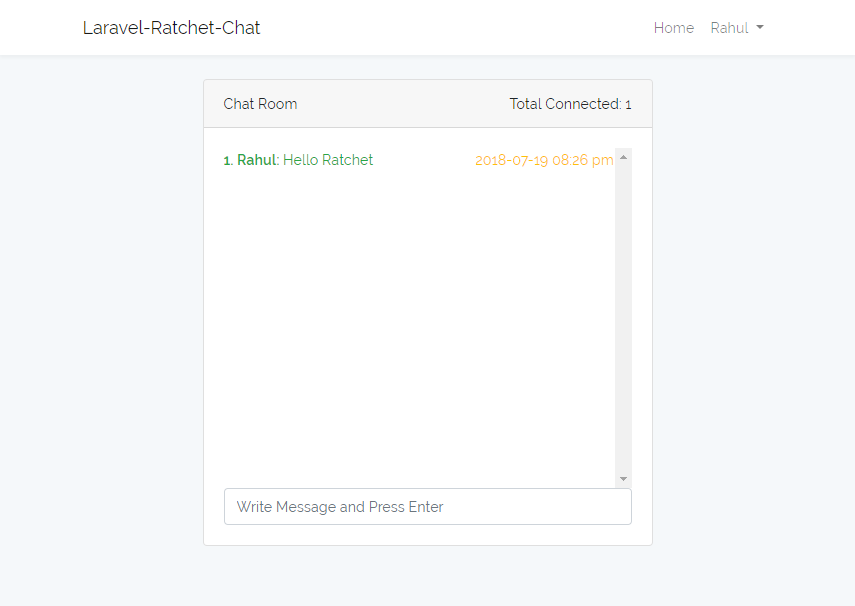 Laravel-Ratchet-Chat Home Rahul
Chat Room Total Connected: 1
1. Rahul: Hello Ratchet 2018-07-19 08:26 pm
Write Message and Press Enter